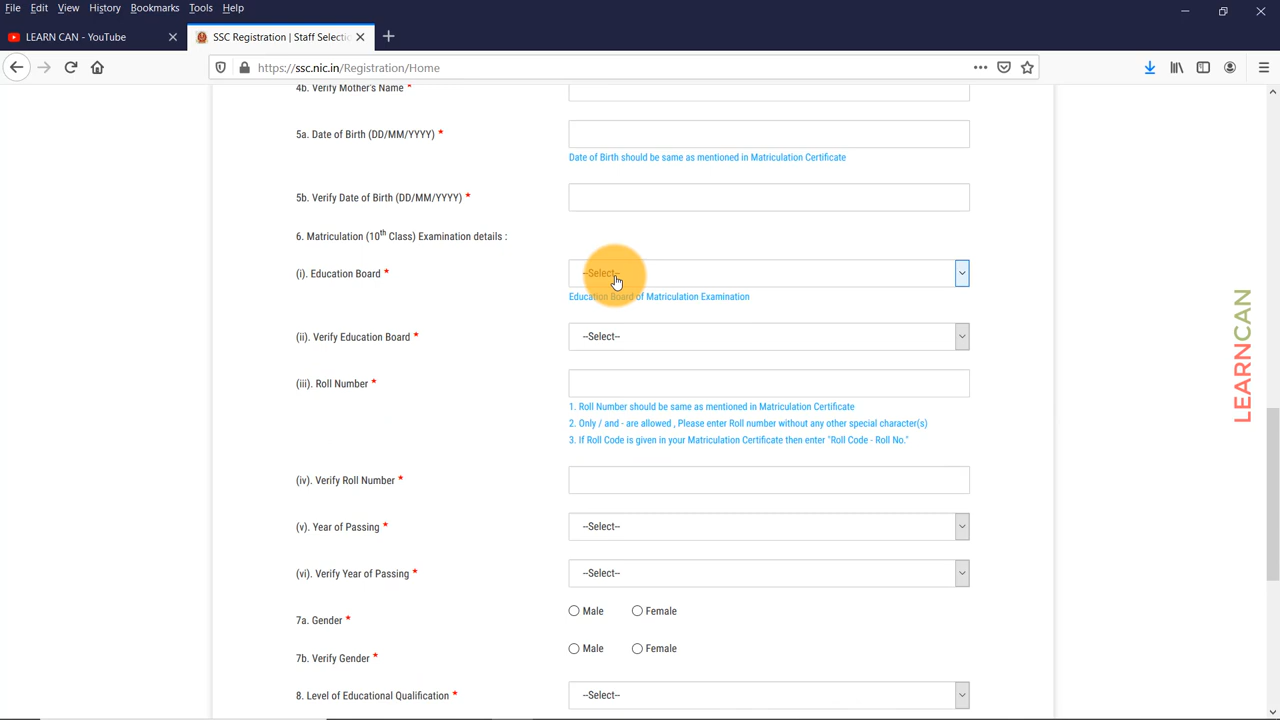 File Edit View History Bookmarks Tools Help
LEARN CAN - YouTube
SSC Registration | Staff Selectic
https://ssc.nic.in/Registration/Home
4b. Verify Mother's Name *
5a. Date of Birth (DD/MM/YYYY) *
Date of Birth should be same as mentioned in Matriculation Certificate
5b. Verify Date of Birth (DD/MM/YYYY) *
6. Matriculation (10th Class) Examination details :
(i). Education Board *
--Select--
Education Board of Matriculation Examination
(ii). Verify Education Board *
--Select--
(iii). Roll Number *
1. Roll Number should be same as mentioned in Matriculation Certificate
2. Only / and - are allowed , Please enter Roll number without any other special character(s)
3. If Roll Code is given in your Matriculation Certificate then enter "Roll Code - Roll No."
(iv). Verify Roll Number *
(v). Year of Passing *
--Select--
(vi). Verify Year of Passing *
--Select--
7a. Gender *
Male Female
7b. Verify Gender *
Male Female
8. Level of Educational Qualification *
--Select--
LEARNCAN